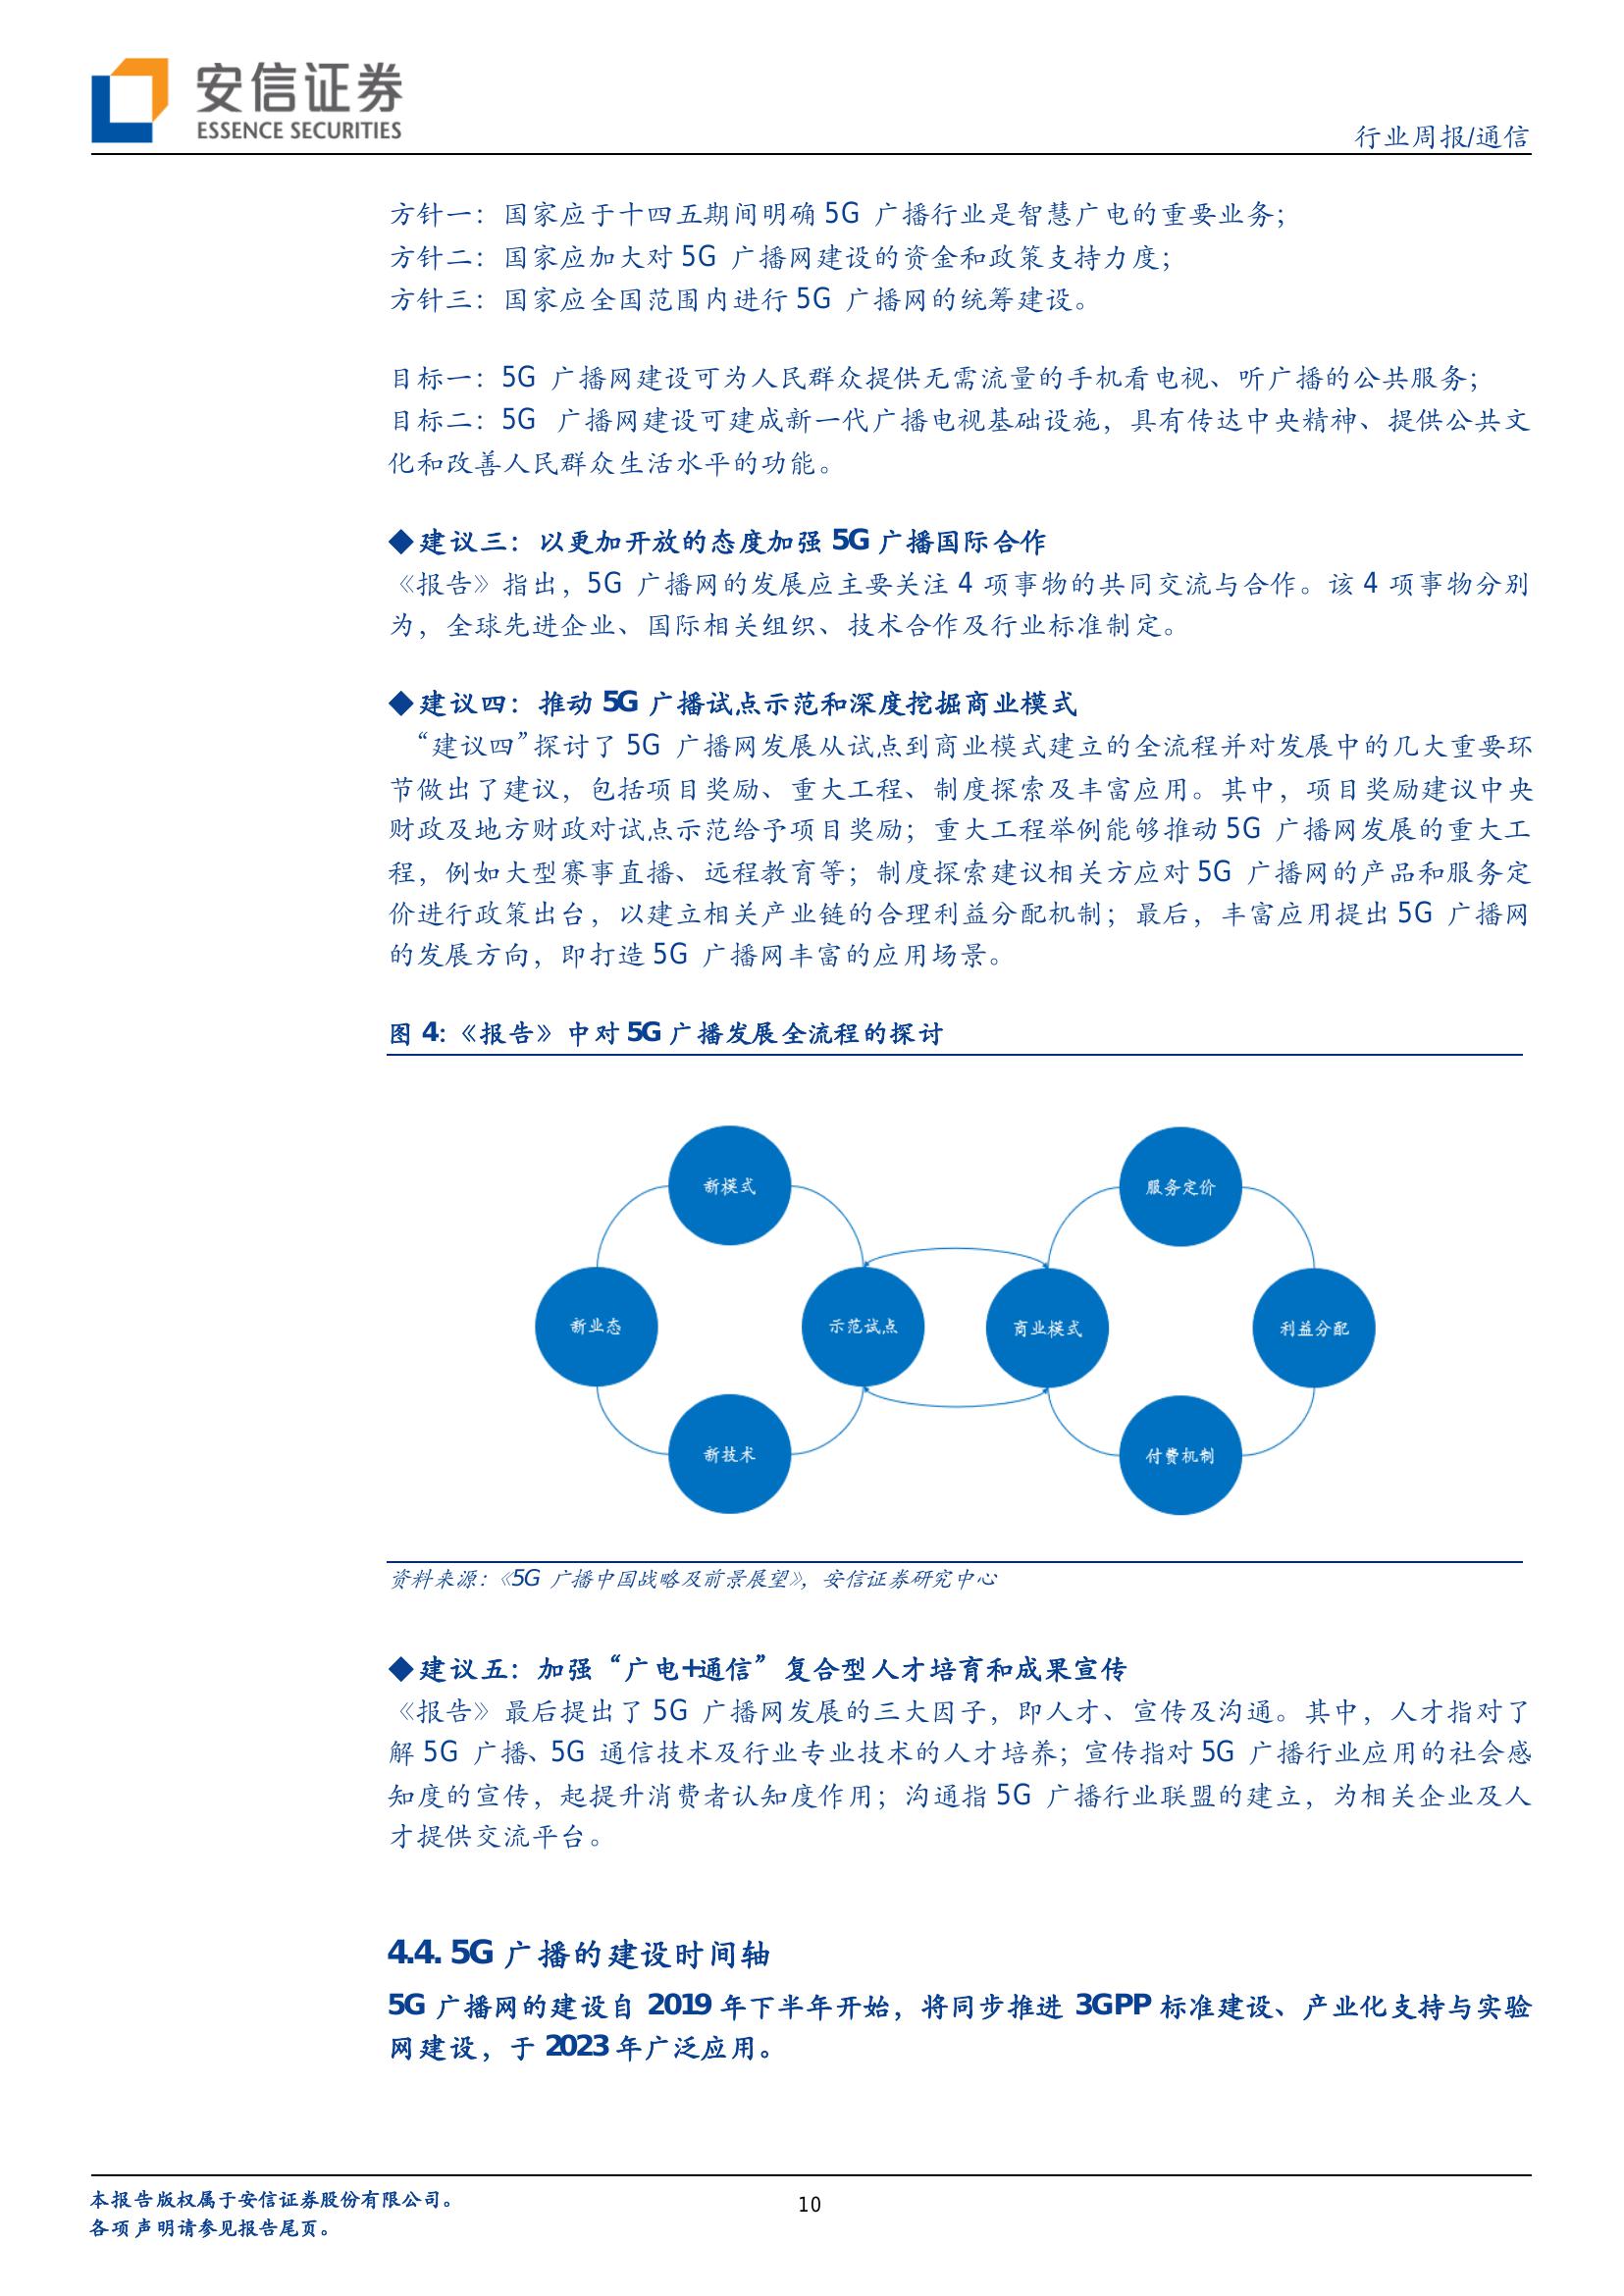 安信证券
ESSENCE SECURITIES
行业周报/通信
方针一：国家应于十四五期间明确 5G 广播行业是智慧广电的重要业务；
方针二：国家应加大对 5G 广播网建设的资金和政策支持力度；
方针三：国家应全国范围内进行 5G 广播网的统筹建设。
目标一：5G 广播网建设可为人民群众提供无需流量的手机看电视、听广播的公共服务；
目标二：5G 广播网建设可建成新一代广播电视基础设施，具有传达中央精神、提供公共文
化和改善人民群众生活水平的功能。
◆建议三：以更加开放的态度加强 5G 广播国际合作
《报告》指出，5G 广播网的发展应主要关注 4 项事物的共同交流与合作。该 4 项事物分别
为，全球先进企业、国际相关组织、技术合作及行业标准制定。
◆建议四：推动 5G 广播试点示范和深度挖掘商业模式
“建议四”探讨了 5G 广播网发展从试点到商业模式建立的全流程并对发展中的几大重要环
节做出了建议，包括项目奖励、重大工程、制度探索及丰富应用。其中，项目奖励建议中央
财政及地方财政对试点示范给予项目奖励；重大工程举例能够推动 5G 广播网发展的重大工
程，例如大型赛事直播、远程教育等；制度探索建议相关方应对 5G 广播网的产品和服务定
价进行政策出台，以建立相关产业链的合理利益分配机制；最后，丰富应用提出 5G 广播网
的发展方向，即打造 5G 广播网丰富的应用场景。
图 4:《报告》中对 5G 广播发展全流程的探讨
新模式
服务定价
新业态
示范试点
商业模式
利益分配
新技术
付费机制
资料来源：《5G 广播中国战略及前景展望》，安信证券研究中心
◆建议五：加强“广电+通信”复合型人才培育和成果宣传
《报告》最后提出了 5G 广播网发展的三大因子，即人才、宣传及沟通。其中，人才指对了
解 5G 广播、5G 通信技术及行业专业技术的人才培养；宣传指对 5G 广播行业应用的社会感
知度的宣传，起提升消费者认知度作用；沟通指 5G 广播行业联盟的建立，为相关企业及人
才提供交流平台。
4.4. 5G 广播的建设时间轴
5G 广播网的建设自 2019 年下半年开始，将同步推进 3GPP 标准建设、产业化支持与实验
网建设，于 2023 年广泛应用。
本报告版权属于安信证券股份有限公司。
10
各项声明请参见报告尾页。